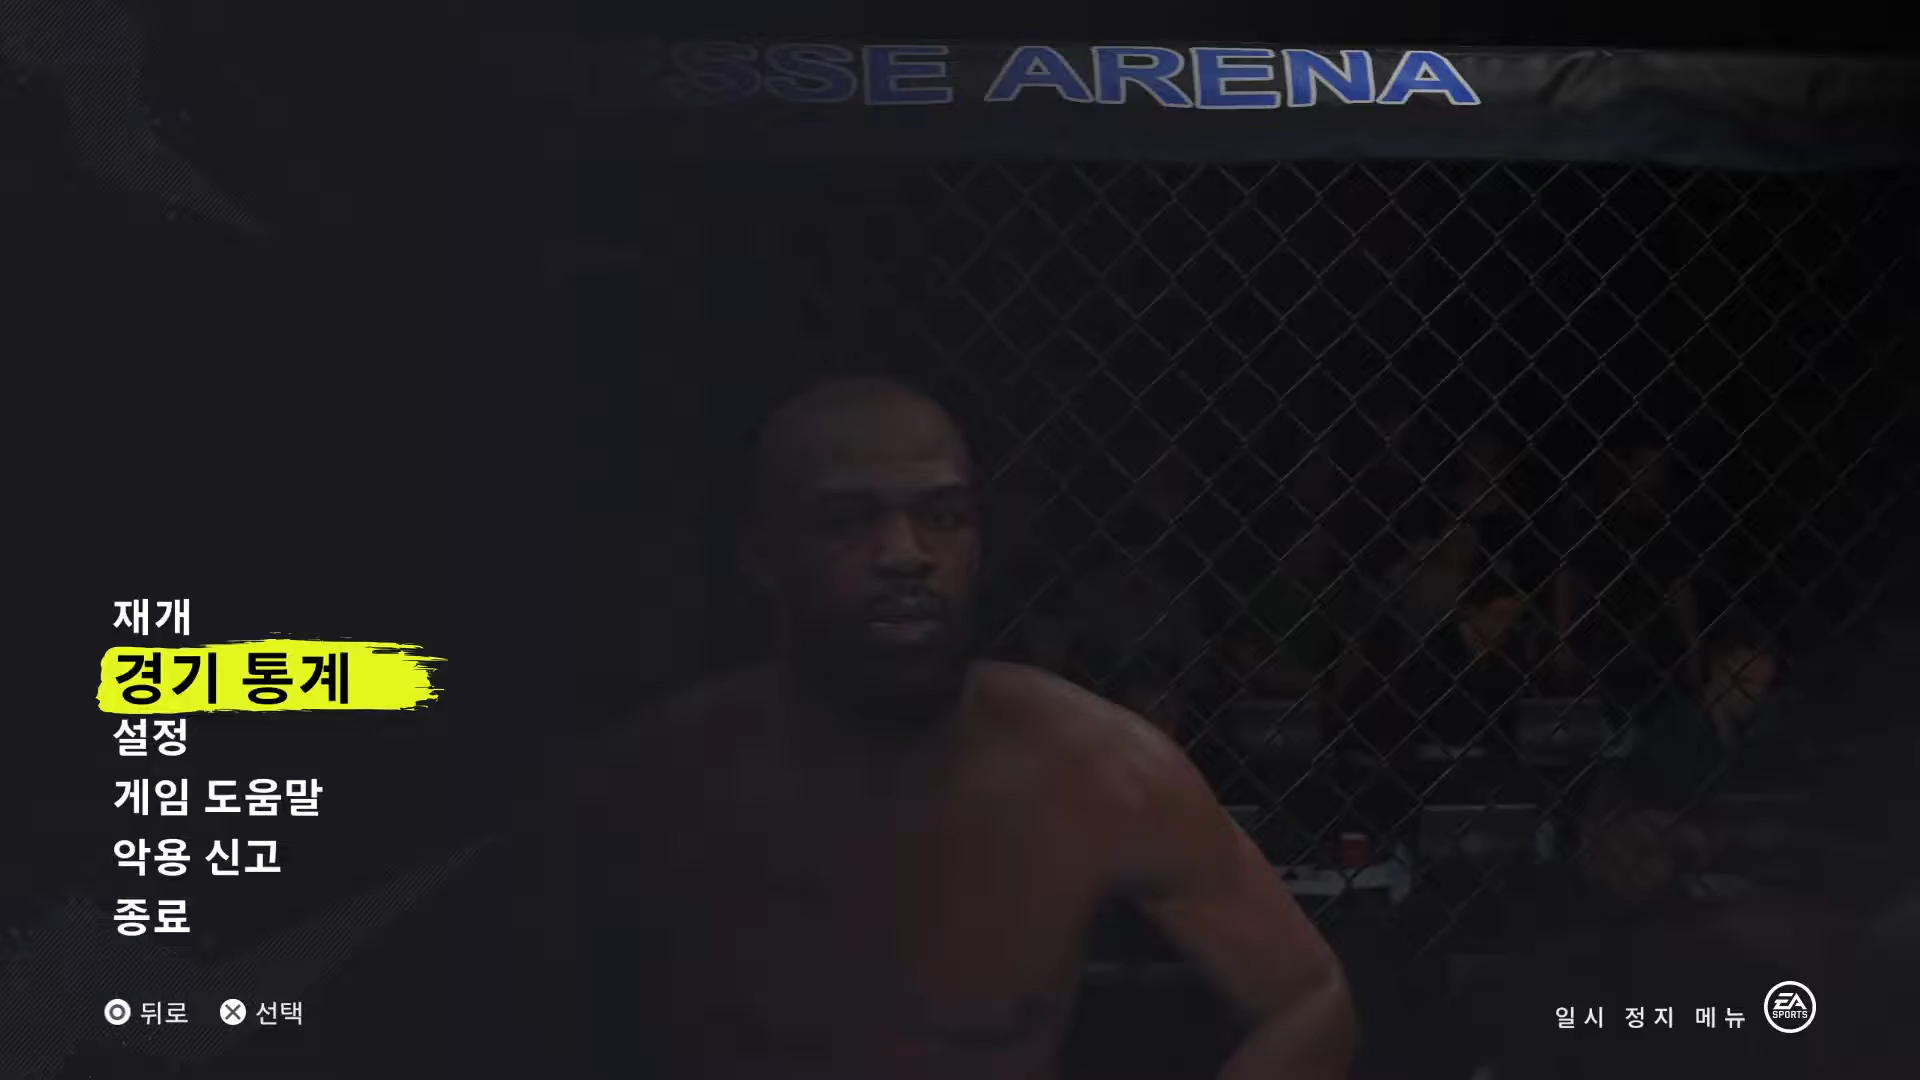 SSE ARENA
재개
경기 통계
설정
게임 도움말
악용 신고
종료
뒤로 선택
일시 정지 메뉴
EA SPORTS